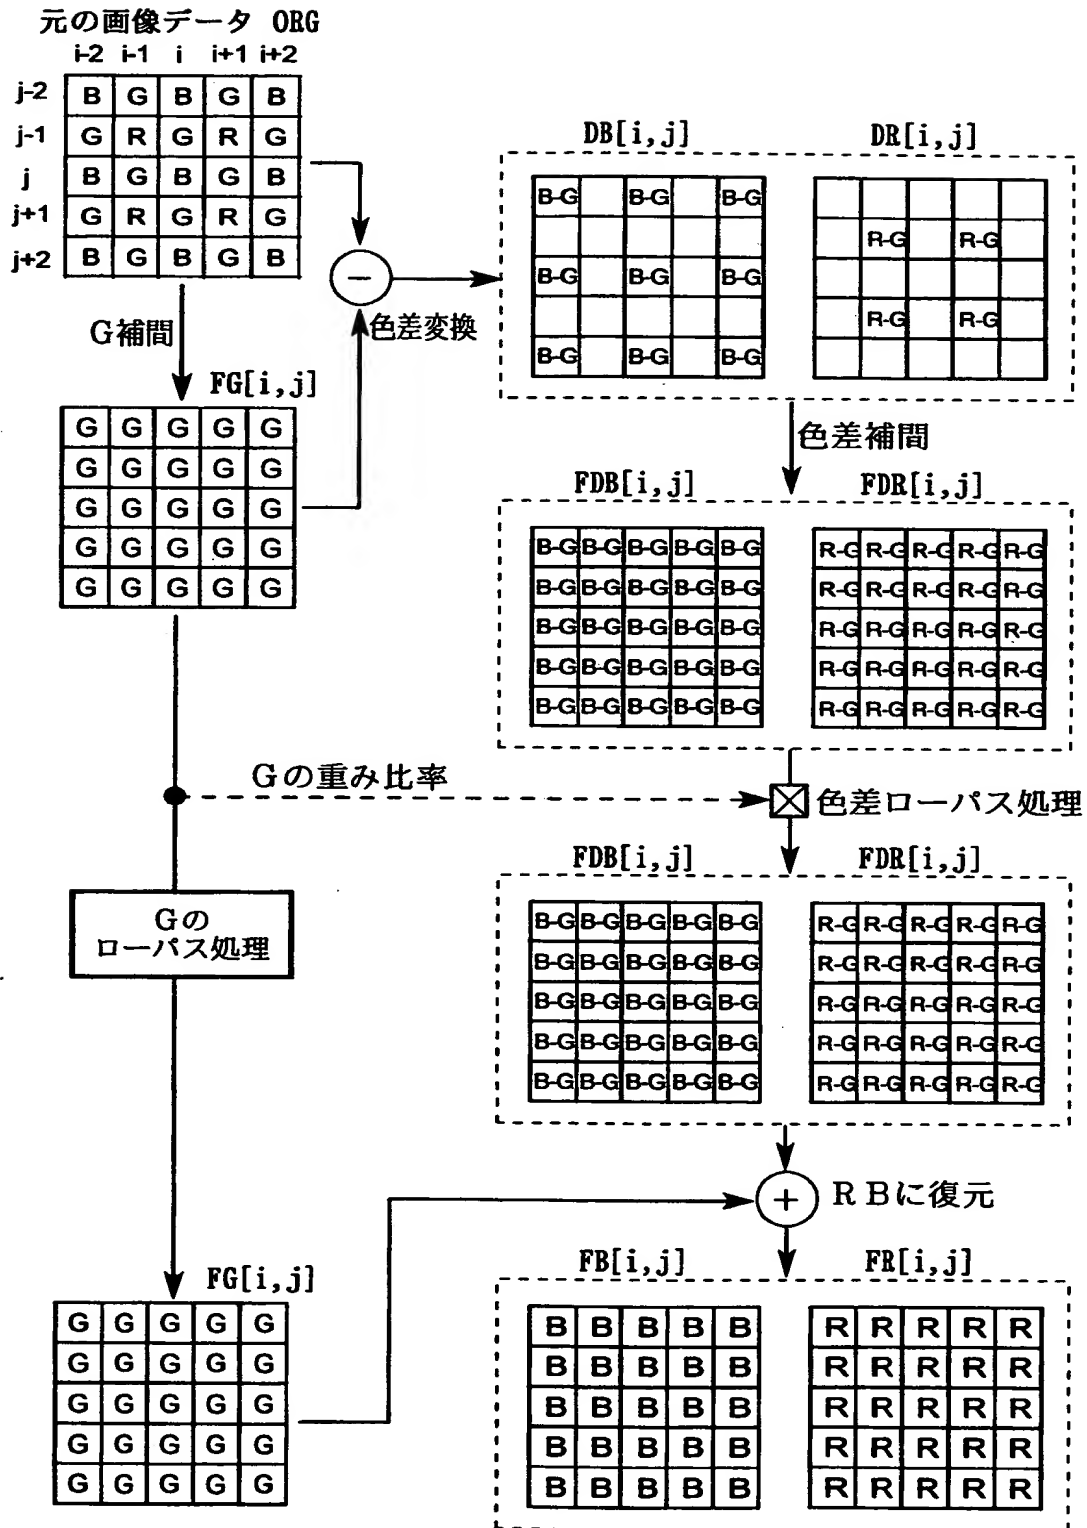 元の画像データ ORG
i-2 i-1 i i+1 i+2
j-2 B G B G B
j-1 G R G R G
j B G B G B
j+1 G R G R G
j+2 B G B G B
G補間
FG[i,j]
G G G G G
G G G G G
G G G G G
G G G G G
G G G G G
−
色差変換
DB[i,j] DR[i,j]
B-G B-G B-G
R-G R-G
B-G B-G B-G
R-G R-G
B-G B-G B-G
色差補間
FDB[i,j] FDR[i,j]
B-G B-G B-G B-G B-G R-G R-G R-G R-G R-G
B-G B-G B-G B-G B-G R-G R-G R-G R-G R-G
B-G B-G B-G B-G B-G R-G R-G R-G R-G R-G
B-G B-G B-G B-G B-G R-G R-G R-G R-G R-G
B-G B-G B-G B-G B-G R-G R-G R-G R-G R-G
Gの重み比率
色差ローパス処理
Gの
ローパス処理
FDB[i,j] FDR[i,j]
B-G B-G B-G B-G B-G R-G R-G R-G R-G R-G
B-G B-G B-G B-G B-G R-G R-G R-G R-G R-G
B-G B-G B-G B-G B-G R-G R-G R-G R-G R-G
B-G B-G B-G B-G B-G R-G R-G R-G R-G R-G
B-G B-G B-G B-G B-G R-G R-G R-G R-G R-G
+
RBに復元
FG[i,j]
G G G G G
G G G G G
G G G G G
G G G G G
G G G G G
FB[i,j] FR[i,j]
B B B B B R R R R R
B B B B B R R R R R
B B B B B R R R R R
B B B B B R R R R R
B B B B B R R R R R